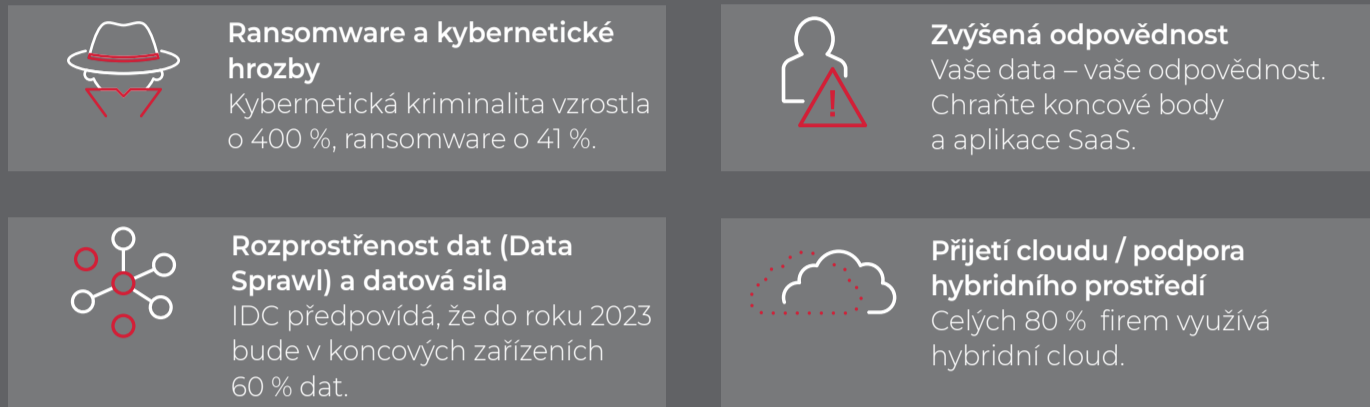 Ransomware a kybernetické
hrozby
Kybernetická kriminalita vzrostla
o 400 %, ransomware o 41 %.
Zvýšená odpovědnost
Vaše data – vaše odpovědnost.
Chraňte koncové body
a aplikace SaaS.
Rozprostřenost dat (Data
Sprawl) a datová sila
IDC předpovídá, že do roku 2023
bude v koncových zařízeních
60 % dat.
Přijetí cloudu / podpora
hybridního prostředí
Celých 80 % firem využívá
hybridní cloud.